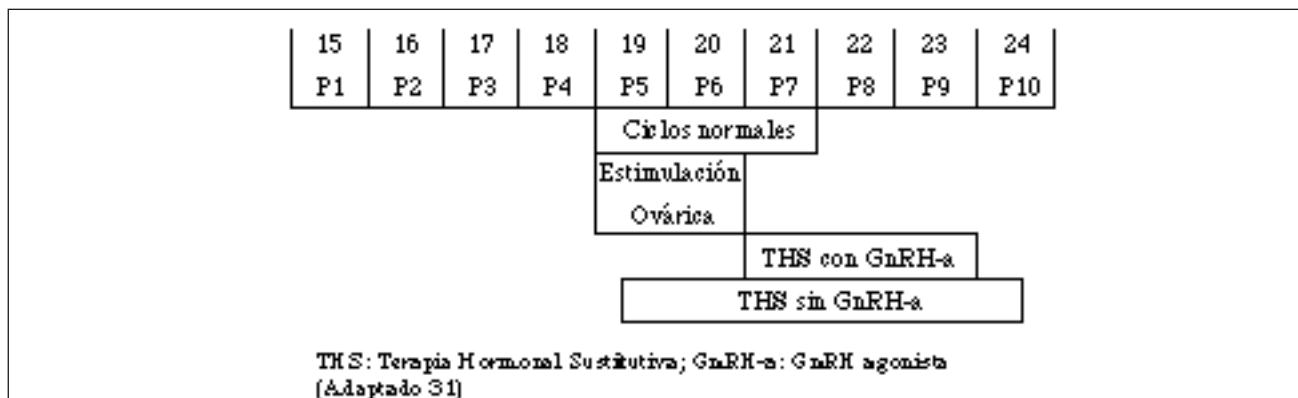 15 16 17 18 19 20 21 22 23 24
P1 P2 P3 P4 P5 P6 P7 P8 P9 P10
Ciclos normales
Estimulación
Ovárica
THS con GnRH-a
THS sin GnRH-a
THS: Terapia Hormonal Sustitutiva; GnRH-a: GnRH agonista
(Adaptado 31)